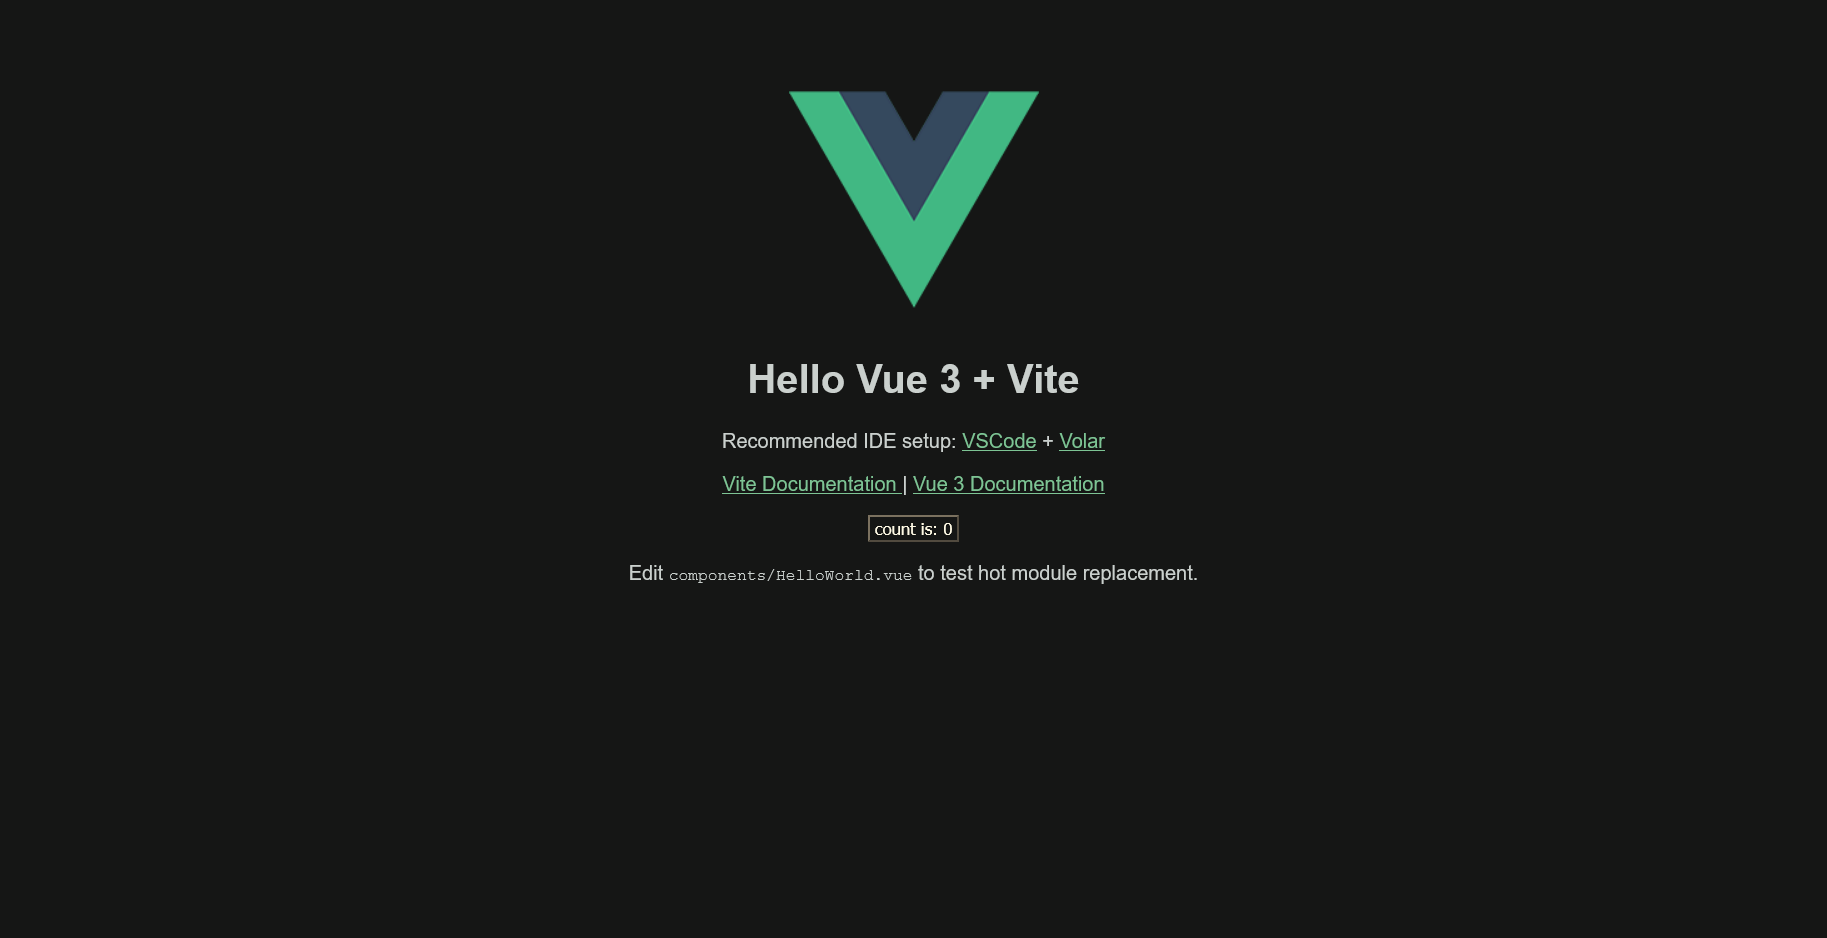 Hello Vue 3 + Vite
Recommended IDE setup: VSCode + Volar
Vite Documentation | Vue 3 Documentation
count is: 0
Edit components/HelloWorld.vue to test hot module replacement.